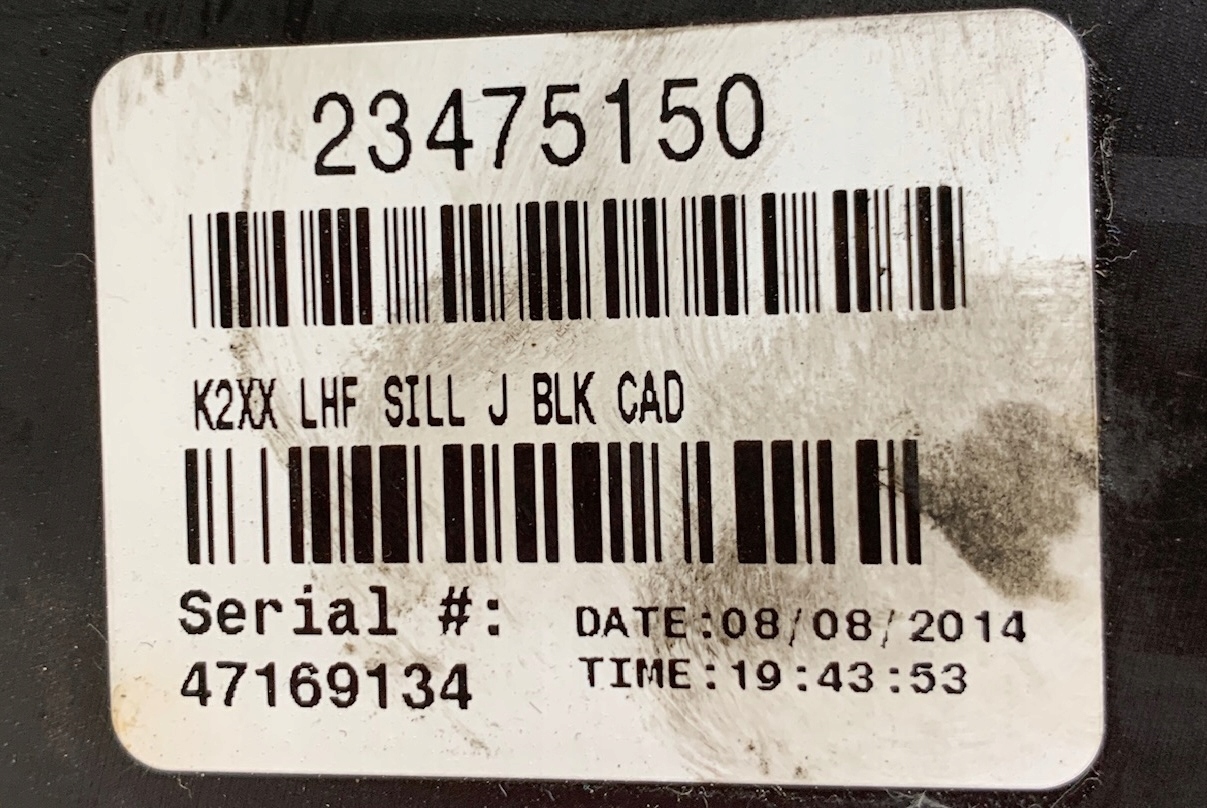 23475150
K2XX LHF SILL J BLK CAD
Serial #:
47169134
DATE:08/08/2014
TIME:19:43:53